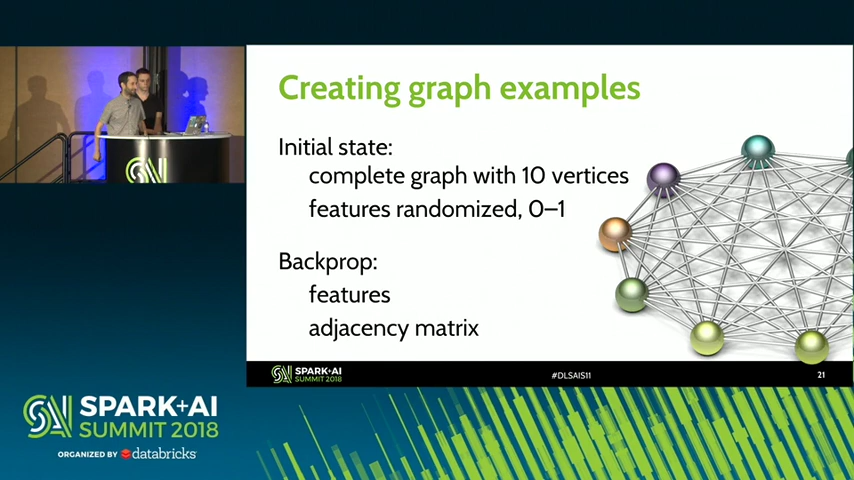 Creating graph examples
Initial state:
complete graph with 10 vertices
features randomized, 0–1
Backprop:
features
adjacency matrix
SPARK+AI
SUMMIT 2018
#DLSAIS11
21
SPARK+AI
SUMMIT 2018
ORGANIZED BY databricks